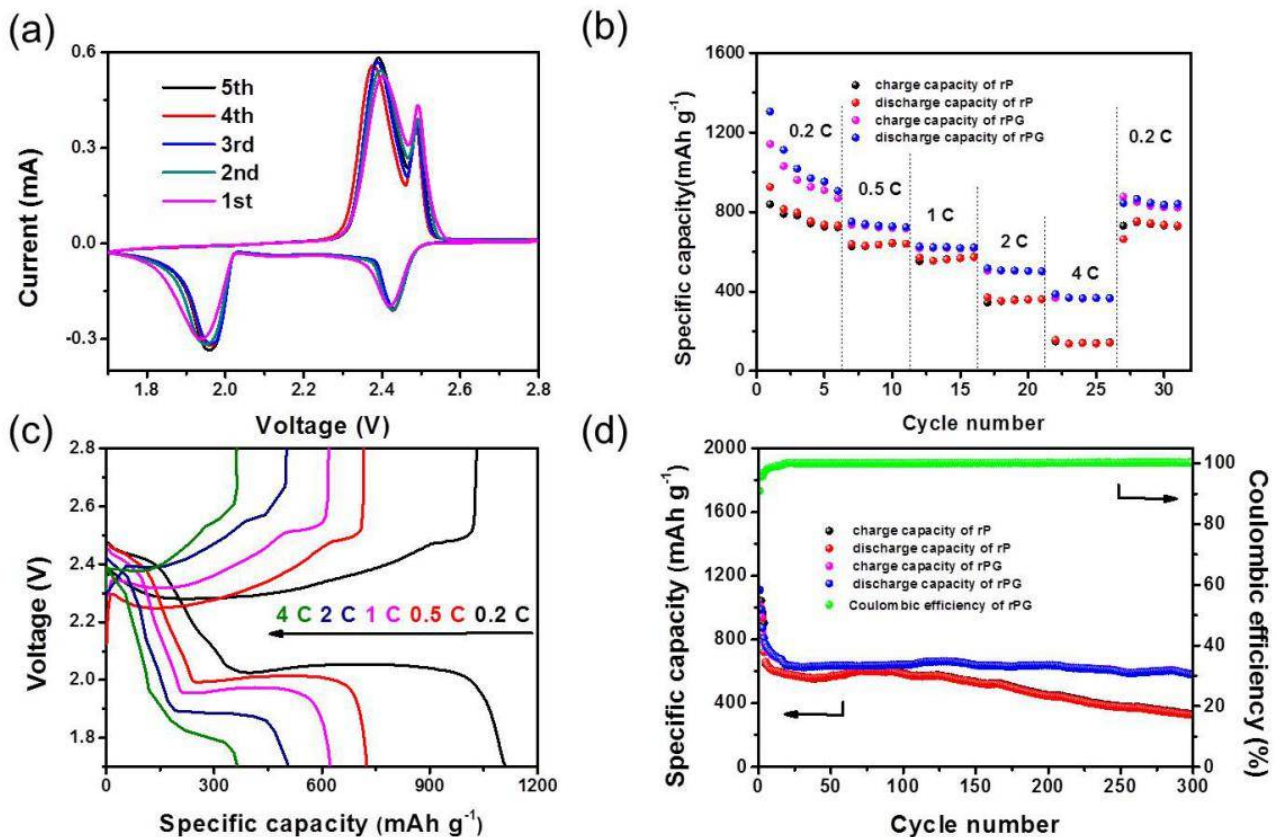 (a)
0.6
0.3
0.0
-0.3
Current (mA)
5th
4th
3rd
2nd
1st
1.8 2.0 2.2 2.4 2.6 2.8
Voltage (V)
(b)
1600
1200
800
400
0
Specific capacity(mAh g⁻¹)
charge capacity of rP
discharge capacity of rP
charge capacity of rPG
discharge capacity of rPG
0.2 C
0.5 C
1 C
2 C
4 C
0.2 C
0 5 10 15 20 25 30
Cycle number
(c)
2.8
2.6
2.4
2.2
2.0
1.8
Voltage (V)
4 C 2 C 1 C 0.5 C 0.2 C
0 300 600 900 1200
Specific capacity (mAh g⁻¹)
(d)
2000
1600
1200
800
400
0
Specific capacity (mAh g⁻¹)
charge capacity of rP
discharge capacity of rP
charge capacity of rPG
discharge capacity of rPG
Coulombic efficiency of rPG
100
80
60
40
20
0
Coulombic efficiency (%)
0 50 100 150 200 250 300
Cycle number